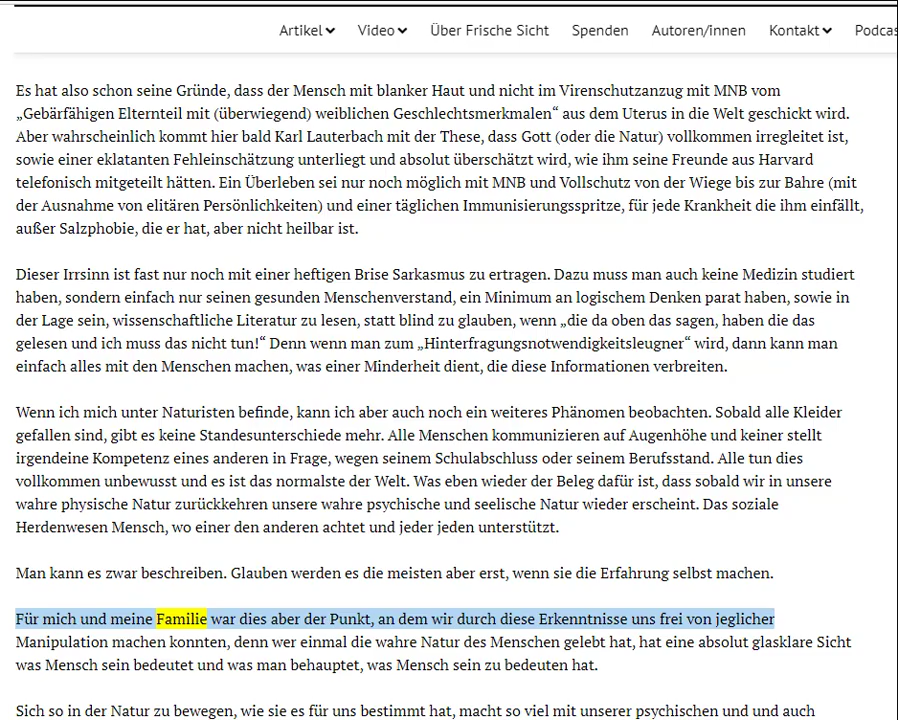 Artikel Video Über Frische Sicht Spenden Autoren/innen Kontakt Podcas
Es hat also schon seine Gründe, dass der Mensch mit blanker Haut und nicht im Virenschutzanzug mit MNB vom
„Gebärfähigen Elternteil mit (überwiegend) weiblichen Geschlechtsmerkmalen“ aus dem Uterus in die Welt geschickt wird.
Aber wahrscheinlich kommt hier bald Karl Lauterbach mit der These, dass Gott (oder die Natur) vollkommen irregleitet ist,
sowie einer eklatanten Fehleinschätzung unterliegt und absolut überschätzt wird, wie ihm seine Freunde aus Harvard
telefonisch mitgeteilt hätten. Ein Überleben sei nur noch möglich mit MNB und Vollschutz von der Wiege bis zur Bahre (mit
der Ausnahme von elitären Persönlichkeiten) und einer täglichen Immunisierungsspritze, für jede Krankheit die ihm einfällt,
außer Salzphobie, die er hat, aber nicht heilbar ist.
Dieser Irrsinn ist fast nur noch mit einer heftigen Brise Sarkasmus zu ertragen. Dazu muss man auch keine Medizin studiert
haben, sondern einfach nur seinen gesunden Menschenverstand, ein Minimum an logischem Denken parat haben, sowie in
der Lage sein, wissenschaftliche Literatur zu lesen, statt blind zu glauben, wenn „die da oben das sagen, haben die das
gelesen und ich muss das nicht tun!“ Denn wenn man zum „Hinterfragungsnotwendigkeitsleugner“ wird, dann kann man
einfach alles mit den Menschen machen, was einer Minderheit dient, die diese Informationen verbreiten.
Wenn ich mich unter Naturisten befinde, kann ich aber auch noch ein weiteres Phänomen beobachten. Sobald alle Kleider
gefallen sind, gibt es keine Standesunterschiede mehr. Alle Menschen kommunizieren auf Augenhöhe und keiner stellt
irgendeine Kompetenz eines anderen in Frage, wegen seinem Schulabschluss oder seinem Berufsstand. Alle tun dies
vollkommen unbewusst und es ist das normalste der Welt. Was eben wieder der Beleg dafür ist, dass sobald wir in unsere
wahre physische Natur zurückkehren unsere wahre psychische und seelische Natur wieder erscheint. Das soziale
Herdenwesen Mensch, wo einer den anderen achtet und jeder jeden unterstützt.
Man kann es zwar beschreiben. Glauben werden es die meisten aber erst, wenn sie die Erfahrung selbst machen.
Für mich und meine Familie war dies aber der Punkt, an dem wir durch diese Erkenntnisse uns frei von jeglicher
Manipulation machen konnten, denn wer einmal die wahre Natur des Menschen gelebt hat, hat eine absolut glasklare Sicht
was Mensch sein bedeutet und was man behauptet, was Mensch sein zu bedeuten hat.
Sich so in der Natur zu bewegen, wie sie es für uns bestimmt hat, macht so viel mit unserer psychischen und und auch